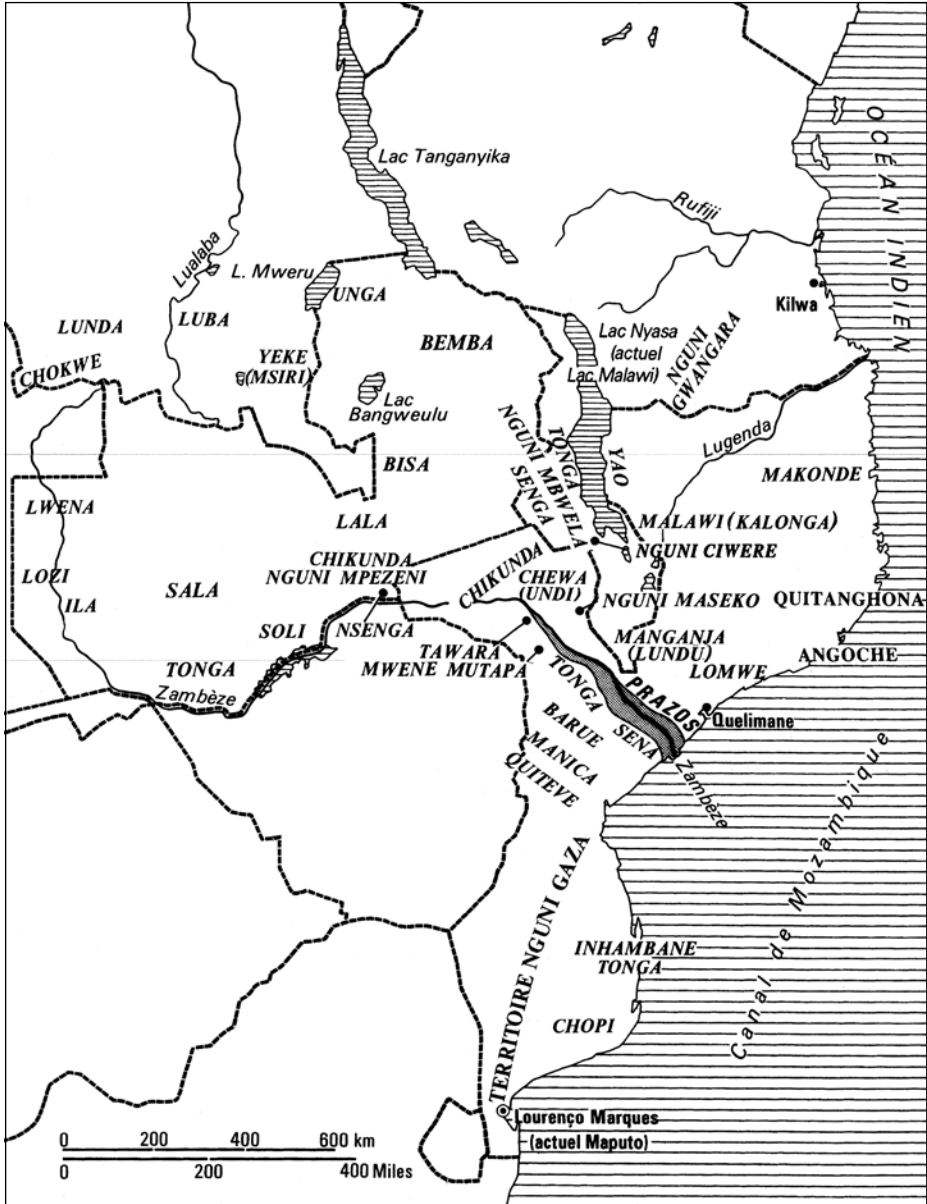 OCÉAN INDIEN
Lac Tanganyika
Rufiji
Lualaba
L. Mweru
UNGA
Kilwa
LUNDA
LUBA
CHOKWE
YEKE
(MSIRI)
BEMBA
Lac Nyasa
(actuel
Lac Malawi)
NGUNI
GWANGARA
Lac
Bangweulu
Lugenda
TONGA
NGUNI MBWELA
SENGA
YAO
BISA
MAKONDE
LWENA
LALA
MALAWI (KALONGA)
NGUNI CIWERE
CHIKUNDA
NGUNI MPEZENI
CHIKUNDA
CHEWA
(UNDI)
LOZI
ILA
SALA
NGUNI MASEKO
QUITANGHONA
NSENGA
SOLI
MANGANJA
(LUNDU)
TAWARA
MWENE MUTAPA
ANGOCHE
TONGA
Zambèze
LOMWE
TONGA
PRAZOS
SENA
Quelimane
BARUE
MANICA
QUITEVE
Zambèze
Canal de Mozambique
TERRITOIRE NGUNI GAZA
INHAMBANE
TONGA
CHOPI
Lourenço Marques
(actuel Maputo)
0 200 400 600 km
0 200 400 Miles